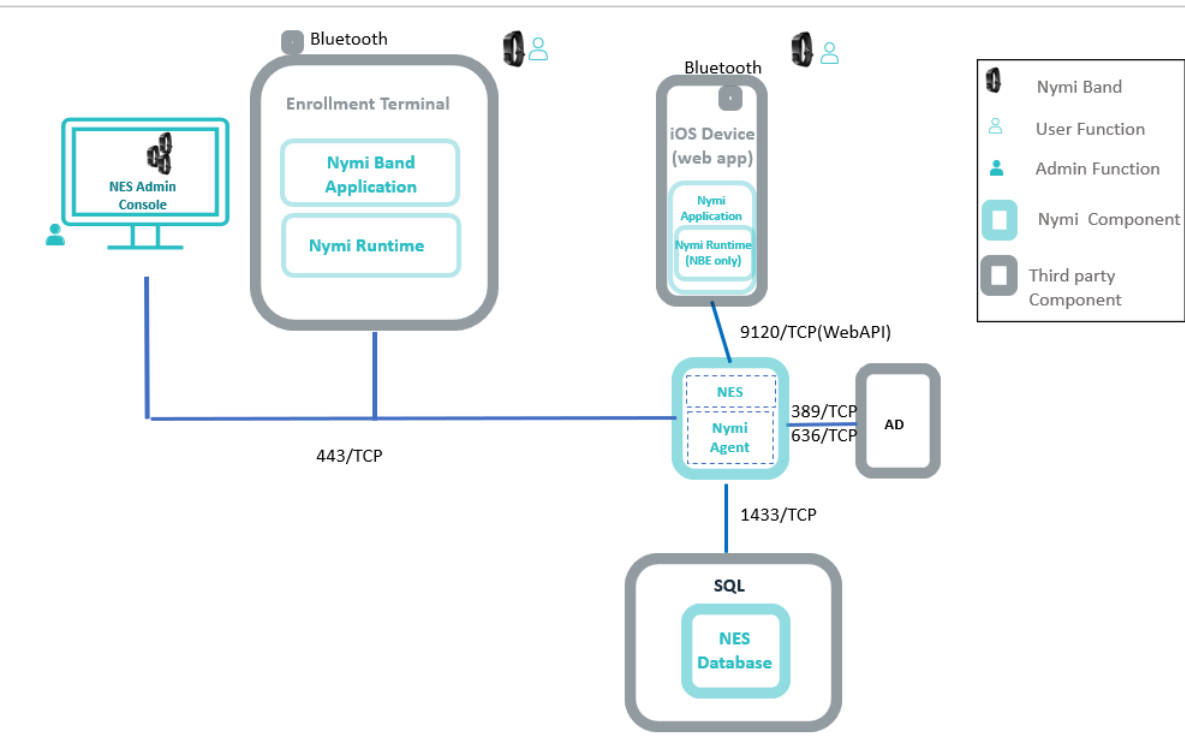 Bluetooth
Enrollment Terminal
Nymi Band
Application
Nymi Runtime
NES Admin
Console
Bluetooth
iOS Device
(web app)
Nymi
Application
Nymi Runtime
(NBE only)
9120/TCP(WebAPI)
NES
Nymi
Agent
389/TCP
636/TCP
AD
443/TCP
1433/TCP
SQL
NES
Database
Nymi Band
User Function
Admin Function
Nymi Component
Third party
Component